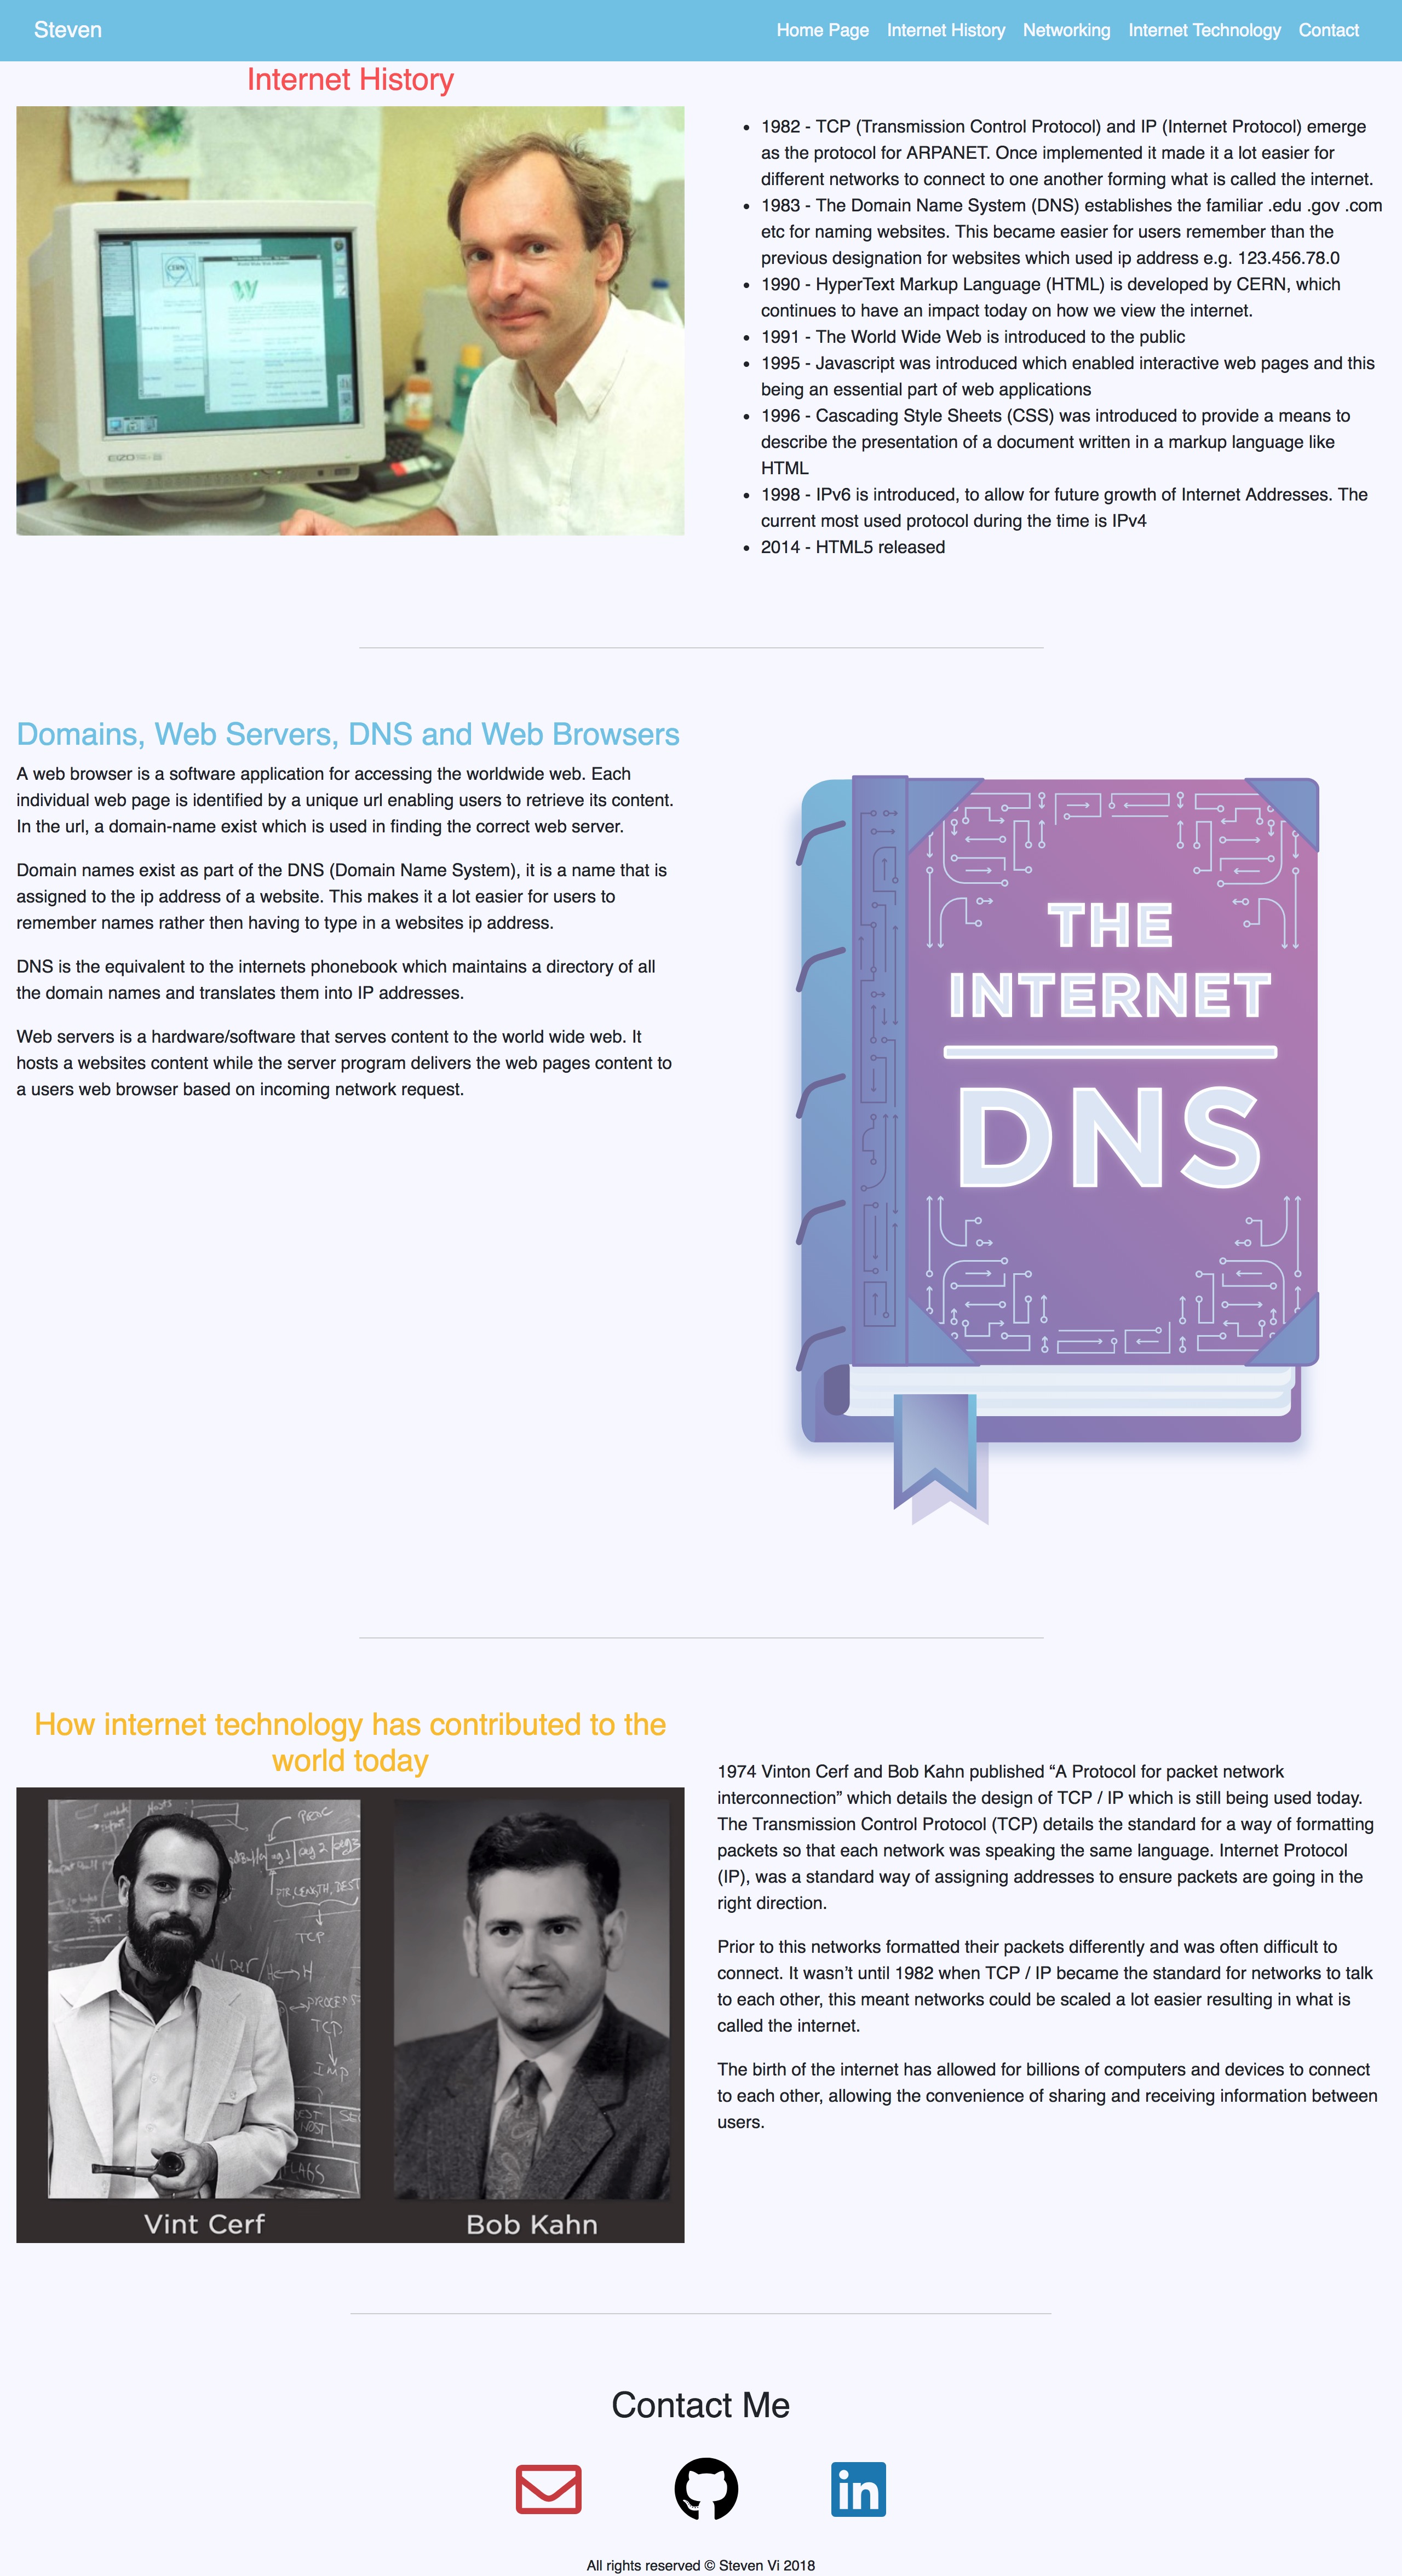 Steven
Home Page Internet History Networking Internet Technology Contact
Internet History
CERN
W
EIZO
• 1982 - TCP (Transmission Control Protocol) and IP (Internet Protocol) emerge
as the protocol for ARPANET. Once implemented it made it a lot easier for
different networks to connect to one another forming what is called the internet.
• 1983 - The Domain Name System (DNS) establishes the familiar .edu .gov .com
etc for naming websites. This became easier for users remember than the
previous designation for websites which used ip address e.g. 123.456.78.0
• 1990 - HyperText Markup Language (HTML) is developed by CERN, which
continues to have an impact today on how we view the internet.
• 1991 - The World Wide Web is introduced to the public
• 1995 - Javascript was introduced which enabled interactive web pages and this
being an essential part of web applications
• 1996 - Cascading Style Sheets (CSS) was introduced to provide a means to
describe the presentation of a document written in a markup language like
HTML
• 1998 - IPv6 is introduced, to allow for future growth of Internet Addresses. The
current most used protocol during the time is IPv4
• 2014 - HTML5 released
Domains, Web Servers, DNS and Web Browsers
A web browser is a software application for accessing the worldwide web. Each
individual web page is identified by a unique url enabling users to retrieve its content.
In the url, a domain-name exist which is used in finding the correct web server.
Domain names exist as part of the DNS (Domain Name System), it is a name that is
assigned to the ip address of a website. This makes it a lot easier for users to
remember names rather then having to type in a websites ip address.
DNS is the equivalent to the internets phonebook which maintains a directory of all
the domain names and translates them into IP addresses.
Web servers is a hardware/software that serves content to the world wide web. It
hosts a websites content while the server program delivers the web pages content to
a users web browser based on incoming network request.
THE
INTERNET
DNS
How internet technology has contributed to the
world today
PROC
TCP
TCP
IMP
HOST
FLAGS
Vint Cerf
Bob Kahn
1974 Vinton Cerf and Bob Kahn published “A Protocol for packet network
interconnection” which details the design of TCP / IP which is still being used today.
The Transmission Control Protocol (TCP) details the standard for a way of formatting
packets so that each network was speaking the same language. Internet Protocol
(IP), was a standard way of assigning addresses to ensure packets are going in the
right direction.
Prior to this networks formatted their packets differently and was often difficult to
connect. It wasn’t until 1982 when TCP / IP became the standard for networks to talk
to each other, this meant networks could be scaled a lot easier resulting in what is
called the internet.
The birth of the internet has allowed for billions of computers and devices to connect
to each other, allowing the convenience of sharing and receiving information between
users.
Contact Me
in
All rights reserved © Steven Vi 2018